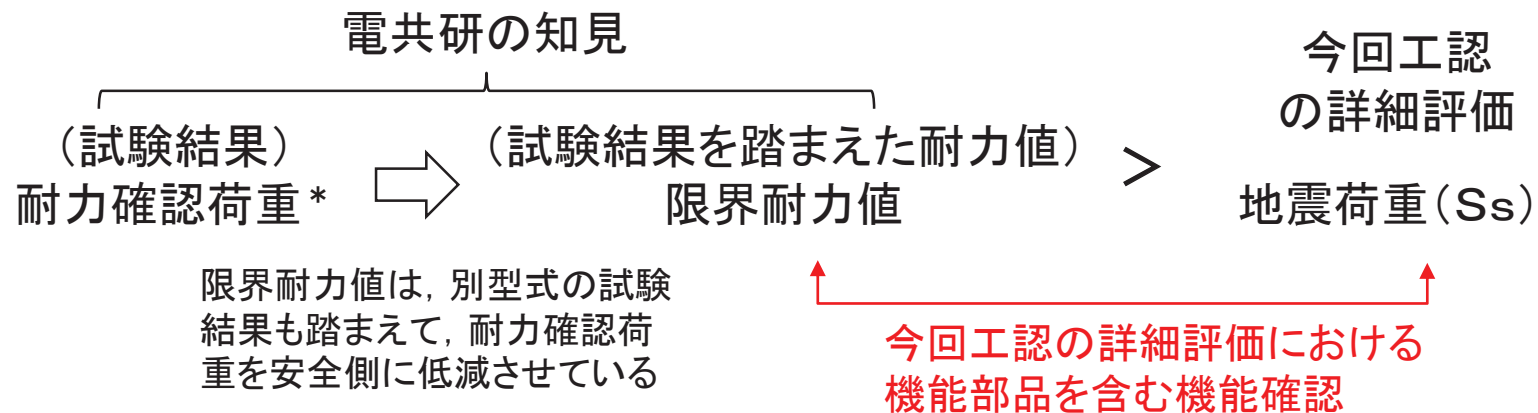 電共研の知見
(試験結果)
耐力確認荷重*
(試験結果を踏まえた耐力値)
限界耐力値
>
今回工認
の詳細評価
地震荷重(Ss)
限界耐力値は,別型式の試験
結果も踏まえて,耐力確認荷
重を安全側に低減させている
今回工認の詳細評価における
機能部品を含む機能確認